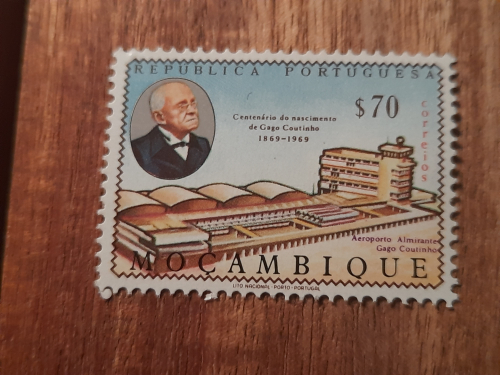 REPÚBLICA PORTUGUESA
Centenário do nascimento
de Gago Coutinho
1869-1969
$70
correios
Aeroporto Almirante
Gago Coutinho
MOÇAMBIQUE
LITO NACIONAL · PORTO · PORTUGAL